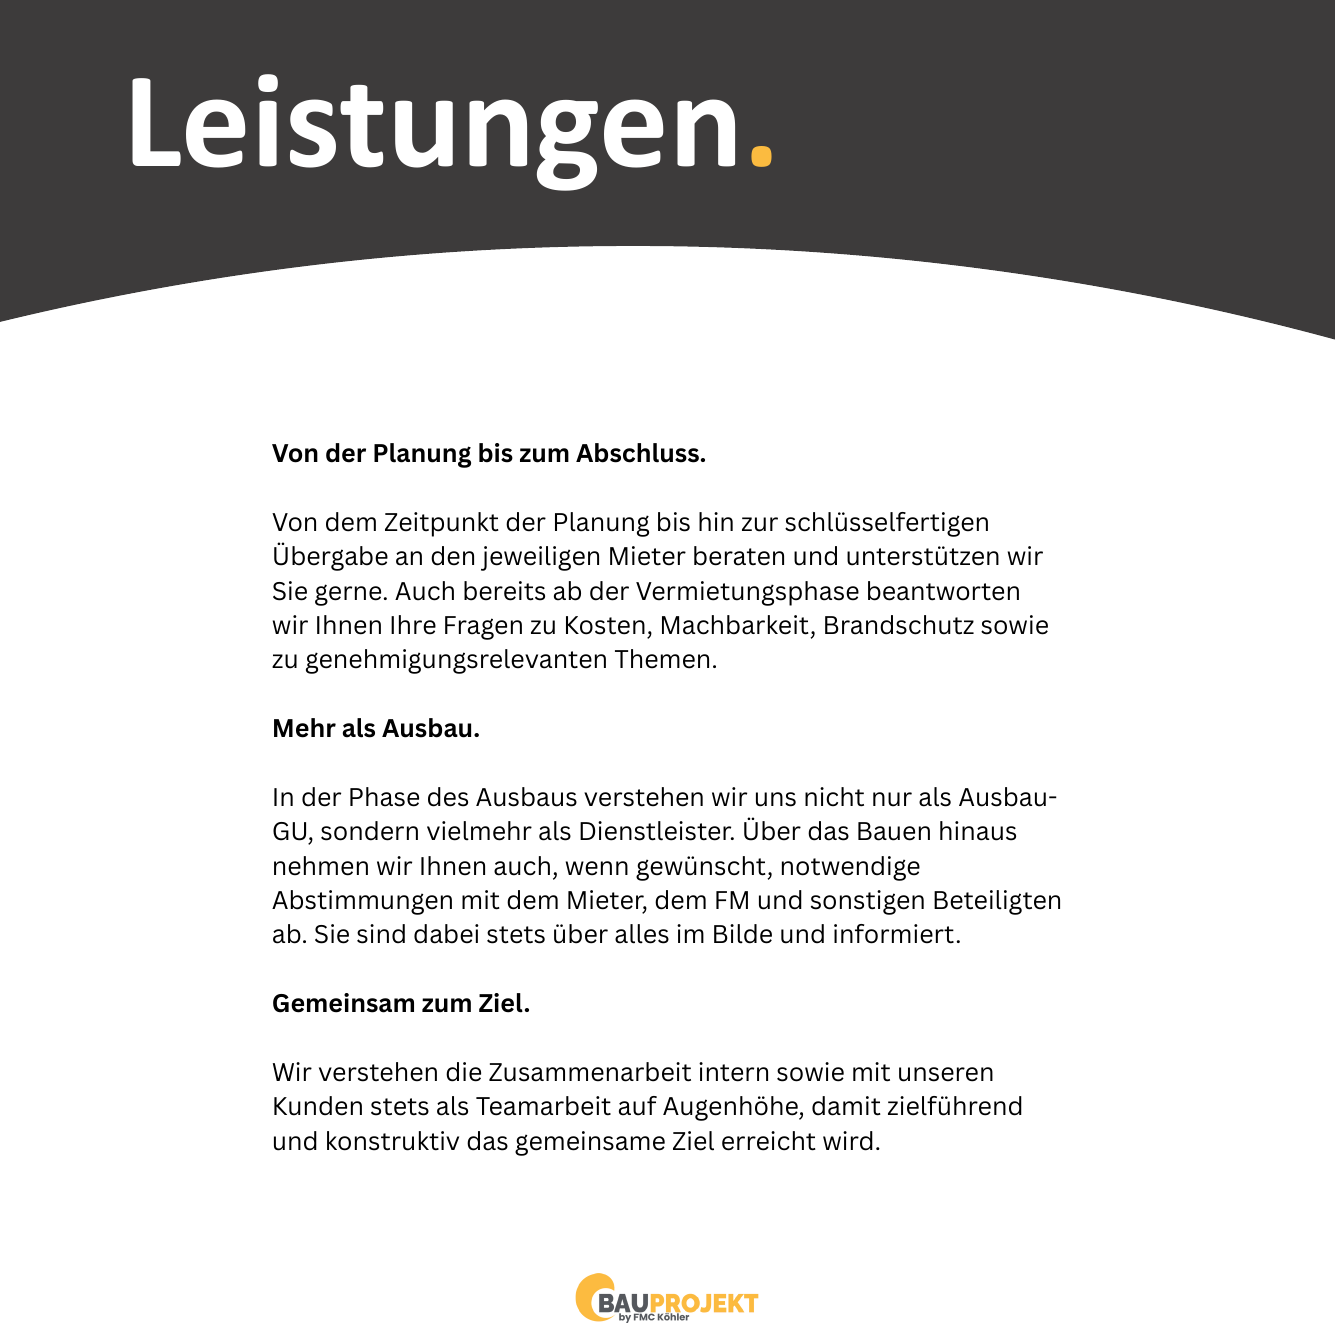 Leistungen.
Von der Planung bis zum Abschluss.
Von dem Zeitpunkt der Planung bis hin zur schlüsselfertigen
Übergabe an den jeweiligen Mieter beraten und unterstützen wir
Sie gerne. Auch bereits ab der Vermietungsphase beantworten
wir Ihnen Ihre Fragen zu Kosten, Machbarkeit, Brandschutz sowie
zu genehmigungsrelevanten Themen.
Mehr als Ausbau.
In der Phase des Ausbaus verstehen wir uns nicht nur als Ausbau-
GU, sondern vielmehr als Dienstleister. Über das Bauen hinaus
nehmen wir Ihnen auch, wenn gewünscht, notwendige
Abstimmungen mit dem Mieter, dem FM und sonstigen Beteiligten
ab. Sie sind dabei stets über alles im Bilde und informiert.
Gemeinsam zum Ziel.
Wir verstehen die Zusammenarbeit intern sowie mit unseren
Kunden stets als Teamarbeit auf Augenhöhe, damit zielführend
und konstruktiv das gemeinsame Ziel erreicht wird.
BAUPROJEKT
by FMC Köhler